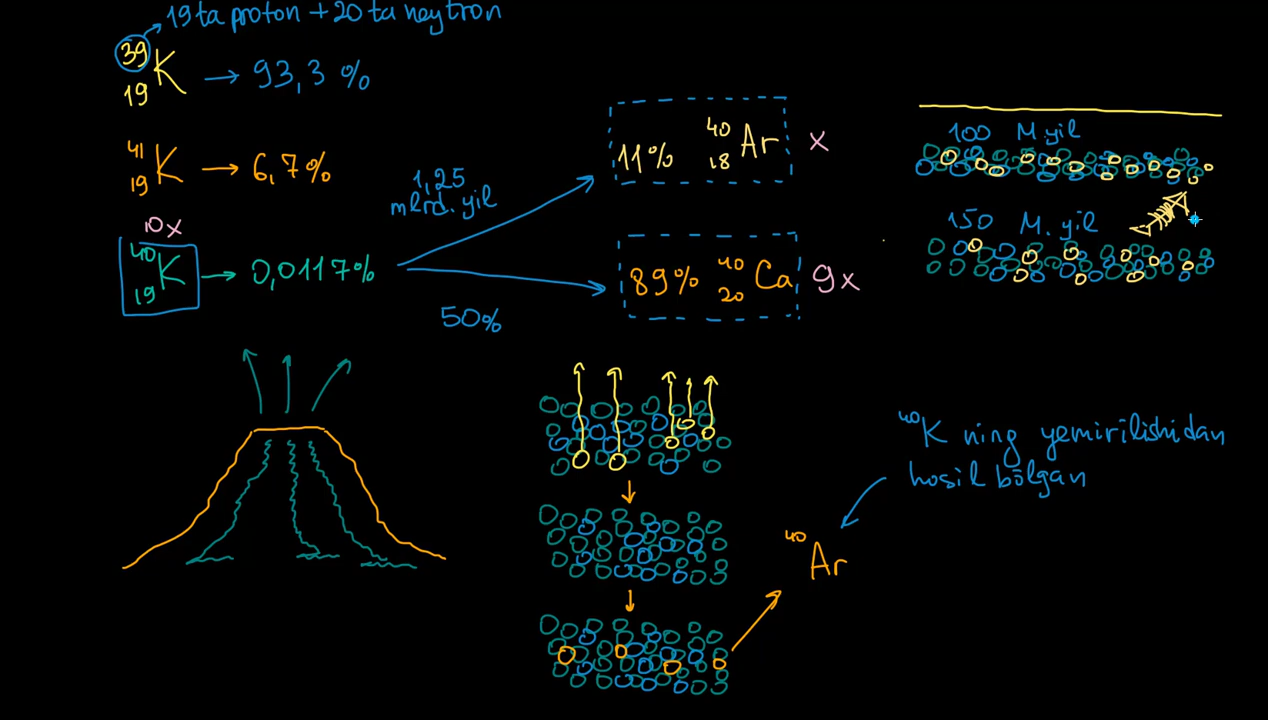 19 ta proton + 20 ta neytron
39
19 K → 93,3 %
41
19 K → 6,7 %
10x
40
19 K → 0,0117 %
1,25
mlrd. yil
50%
11% 40
18 Ar x
89% 40
20 Ca 9x
100 M.yil
150 M. yil
40K ning yemirilishidan
hosil bõlgan
40
Ar